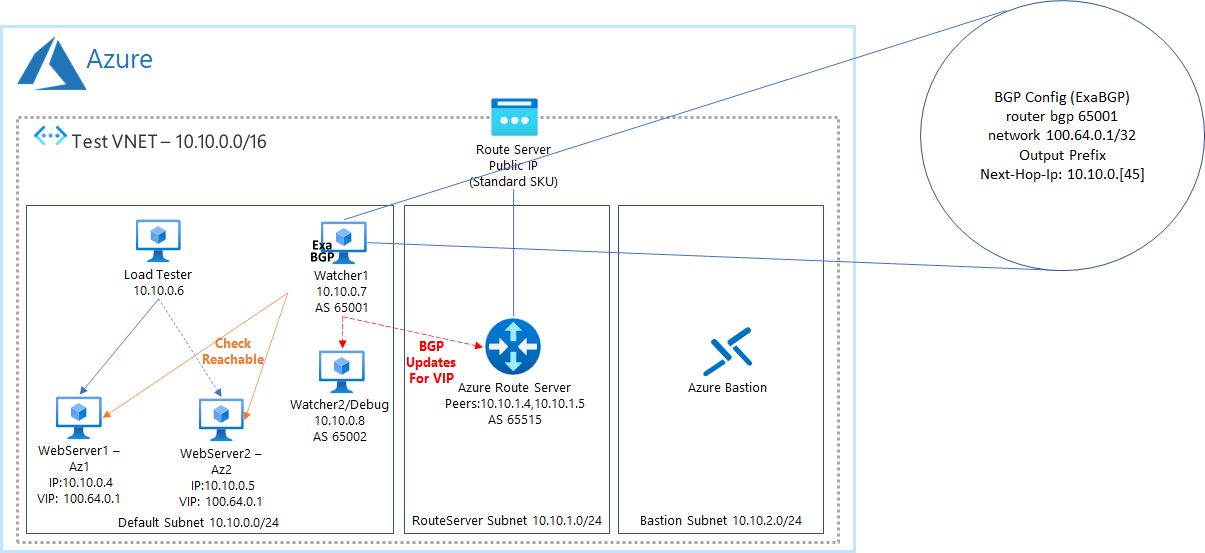 Azure
Test VNET – 10.10.0.0/16
Route Server
Public IP
(Standard SKU)
BGP Config (ExaBGP)
router bgp 65001
network 100.64.0.1/32
Output Prefix
Next-Hop-Ip: 10.10.0.[45]
Load Tester
10.10.0.6
Exa
BGP
Watcher1
10.10.0.7
AS 65001
Check
Reachable
BGP
Updates
For VIP
Watcher2/Debug
10.10.0.8
AS 65002
Azure Route Server
Peers:10.10.1.4,10.10.1.5
AS 65515
Azure Bastion
WebServer1 –
Az1
IP:10.10.0.4
VIP: 100.64.0.1
WebServer2 –
Az2
IP:10.10.0.5
VIP: 100.64.0.1
Default Subnet 10.10.0.0/24
RouteServer Subnet 10.10.1.0/24
Bastion Subnet 10.10.2.0/24